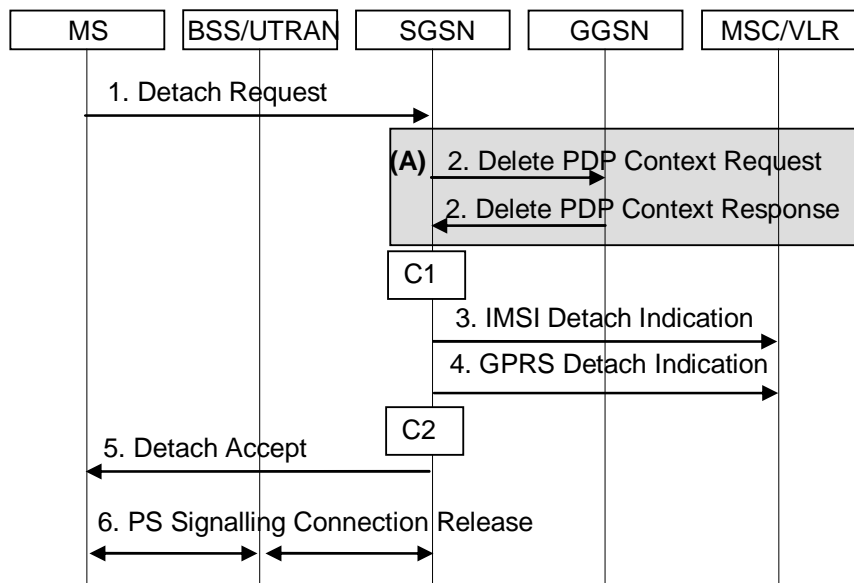 MS BSS/UTRAN SGSN GGSN MSC/VLR
1. Detach Request
(A) 2. Delete PDP Context Request
2. Delete PDP Context Response
C1
3. IMSI Detach Indication
4. GPRS Detach Indication
C2
5. Detach Accept
6. PS Signalling Connection Release